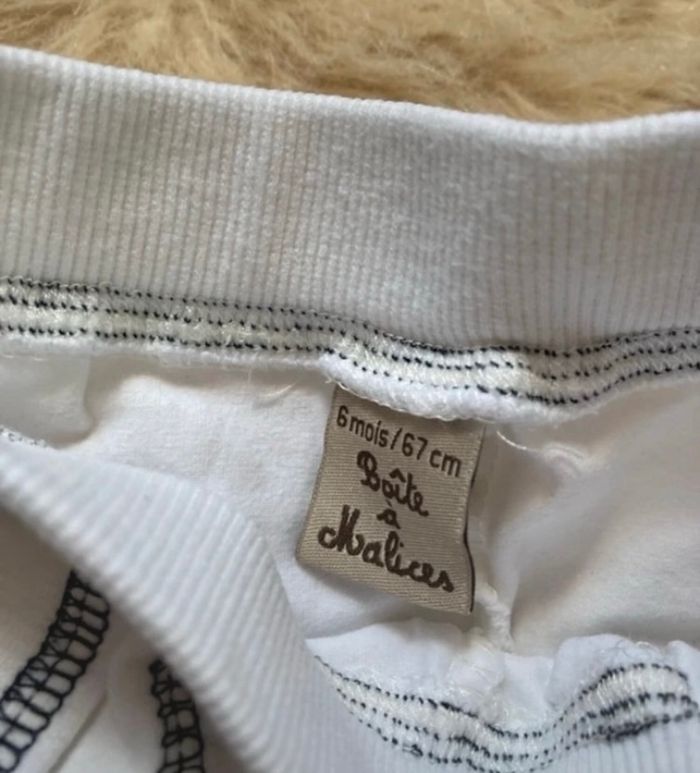 6 mois / 67 cm
Boîte
à
Malices